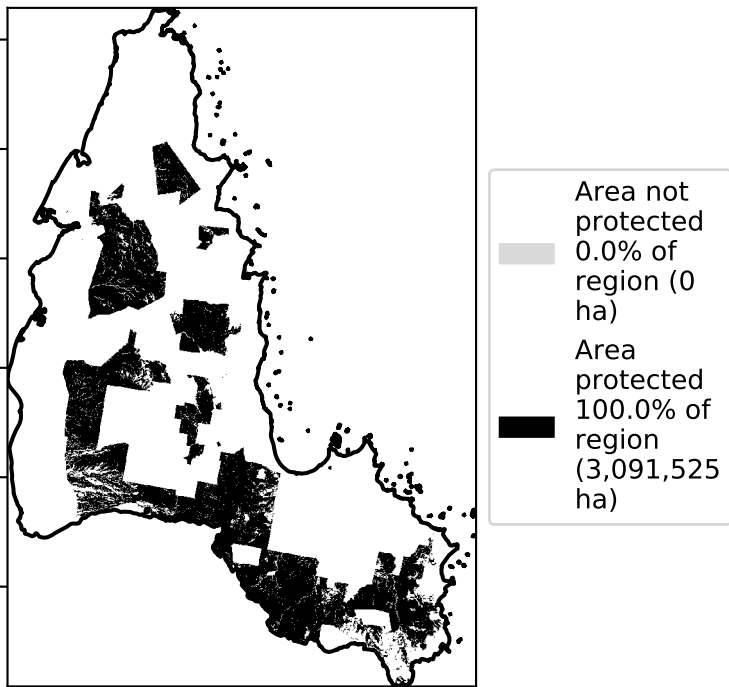 Area not
protected
0.0% of
region (0
ha)
Area
protected
100.0% of
region
(3,091,525
ha)